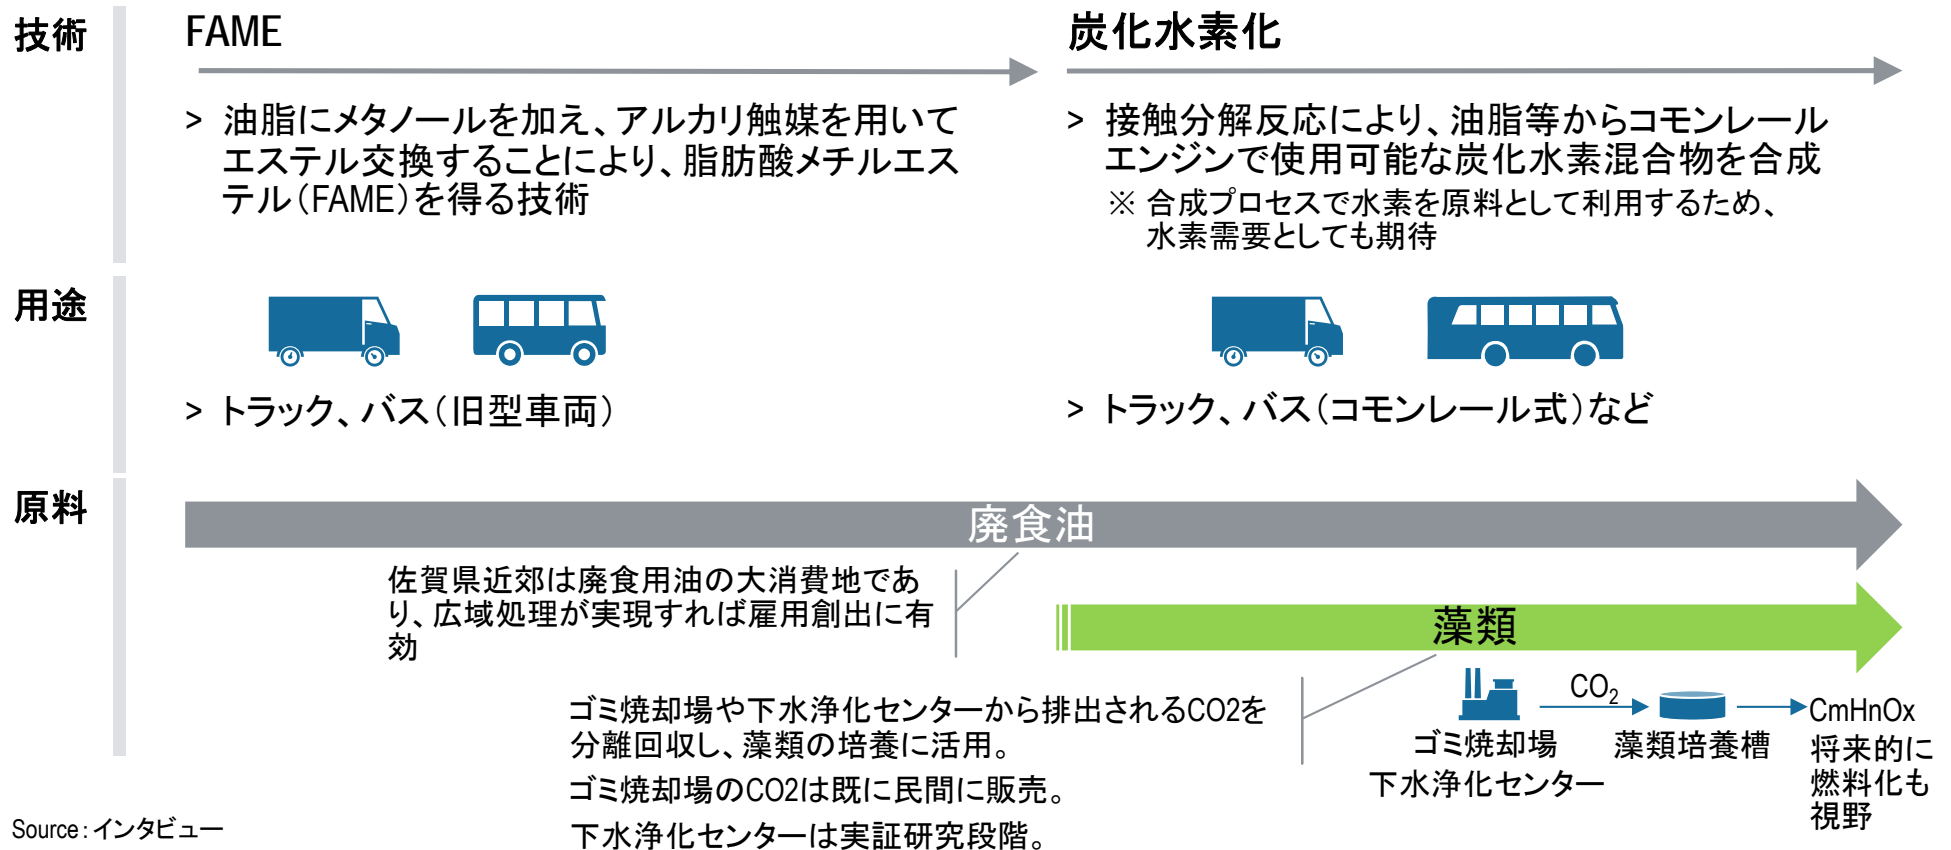 技術
FAME
> 油脂にメタノールを加え、アルカリ触媒を用いて
エステル交換することにより、脂肪酸メチルエス
テル(FAME)を得る技術
炭化水素化
> 接触分解反応により、油脂等からコモンレール
エンジンで使用可能な炭化水素混合物を合成
※ 合成プロセスで水素を原料として利用するため、
水素需要としても期待
用途
> トラック、バス(旧型車両)
> トラック、バス(コモンレール式)など
原料
廃食油
佐賀県近郊は廃食用油の大消費地であ
り、広域処理が実現すれば雇用創出に有
効
藻類
ゴミ焼却場や下水浄化センターから排出されるCO2を
分離回収し、藻類の培養に活用。
ゴミ焼却場のCO2は既に民間に販売。
下水浄化センターは実証研究段階。
ゴミ焼却場
下水浄化センター
CO₂
藻類培養槽
CmHnOx
将来的に
燃料化も
視野
Source:インタビュー